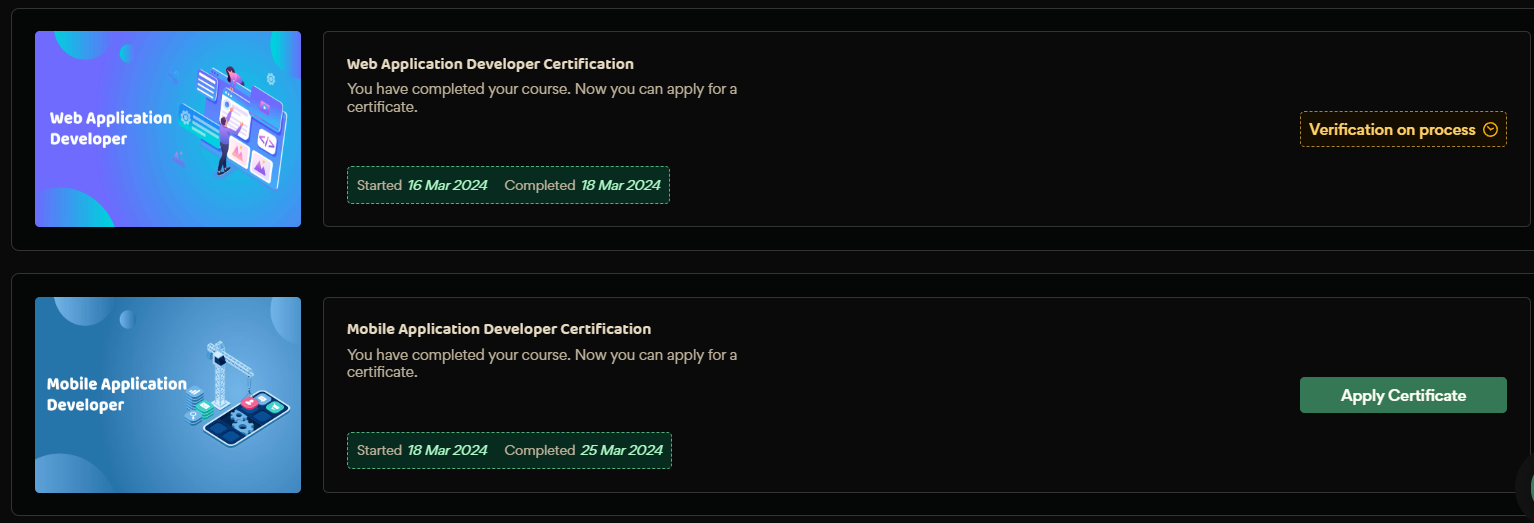 Web Application
Developer
Web Application Developer Certification
You have completed your course. Now you can apply for a
certificate.
Started 16 Mar 2024 Completed 18 Mar 2024
Verification on process
Mobile Application
Developer
Mobile Application Developer Certification
You have completed your course. Now you can apply for a
certificate.
Started 18 Mar 2024 Completed 25 Mar 2024
Apply Certificate